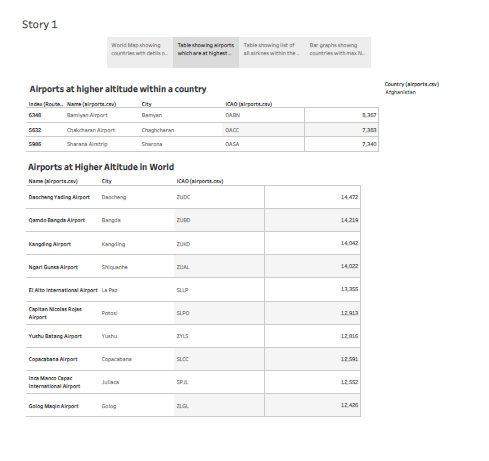 Story 1
World Map showing countries with details o..
Table showing airports which are at highest ..
Table showing list of all airlines within the ..
Bar graphs showing countries with max N..
Airports at higher altitude within a country
Country (airports.csv)
Afghanistan
Index (Route.. Name (airports.csv) City ICAO (airports.csv)
6348 Bamiyan Airport Bamyan OABN 8,367
5632 Chakcharan Airport Chaghcharan OACC 7,383
5986 Sharana Airstrip Sharona OASA 7,340
Airports at Higher Altitude in World
Name (airports.csv) City ICAO (airports.csv)
Daocheng Yading Airport Daocheng ZUDC 14,472
Qamdo Bangda Airport Bangda ZUBD 14,219
Kangding Airport Kangding ZUKD 14,042
Ngari Gunsa Airport Shiquanhe ZUAL 14,022
El Alto International Airport La Paz SLLP 13,355
Capitan Nicolas Rojas Airport Potosi SLPO 12,913
Yushu Batang Airport Yushu ZYLS 12,816
Copacabana Airport Copacabana SLCC 12,591
Inca Manco Capac International Airport Juliaca SPJL 12,552
Golog Maqin Airport Golog ZLGL 12,426